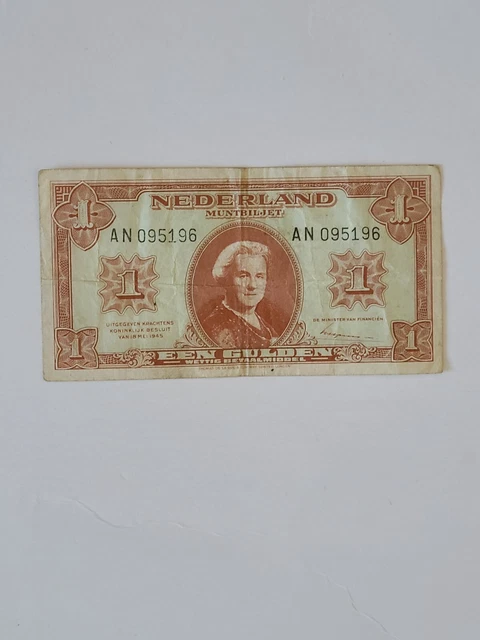 NEDERLAND
MUNTBILJET
AN 095196 AN 095196
1 1
1 1
UITGEGEVEN KRACHTENS
KONINKLIJK BESLUIT
VAN 18 MEI 1945
DE MINISTER VAN FINANCIËN
1 1
EEN GULDEN
WETTIG BETAALMIDDEL